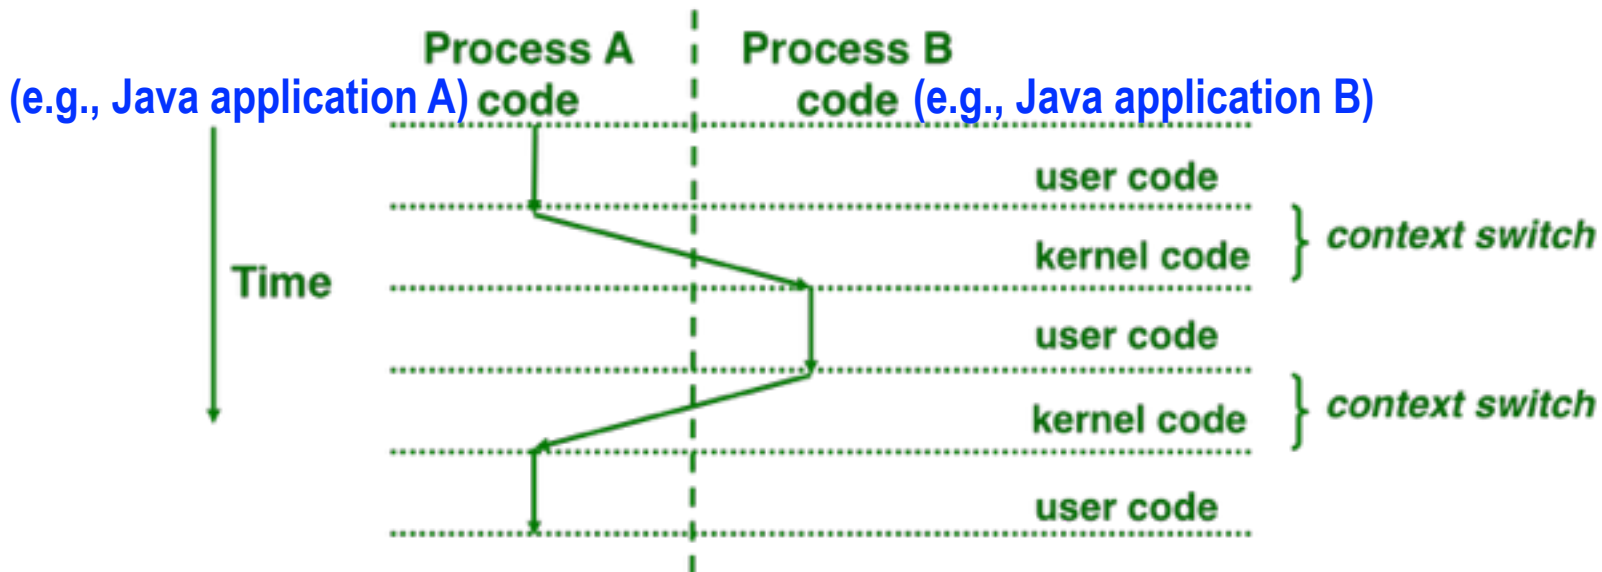 Process A Process B
(e.g., Java application A) code code (e.g., Java application B)
user code
context switch
kernel code
Time
user code
context switch
kernel code
user code